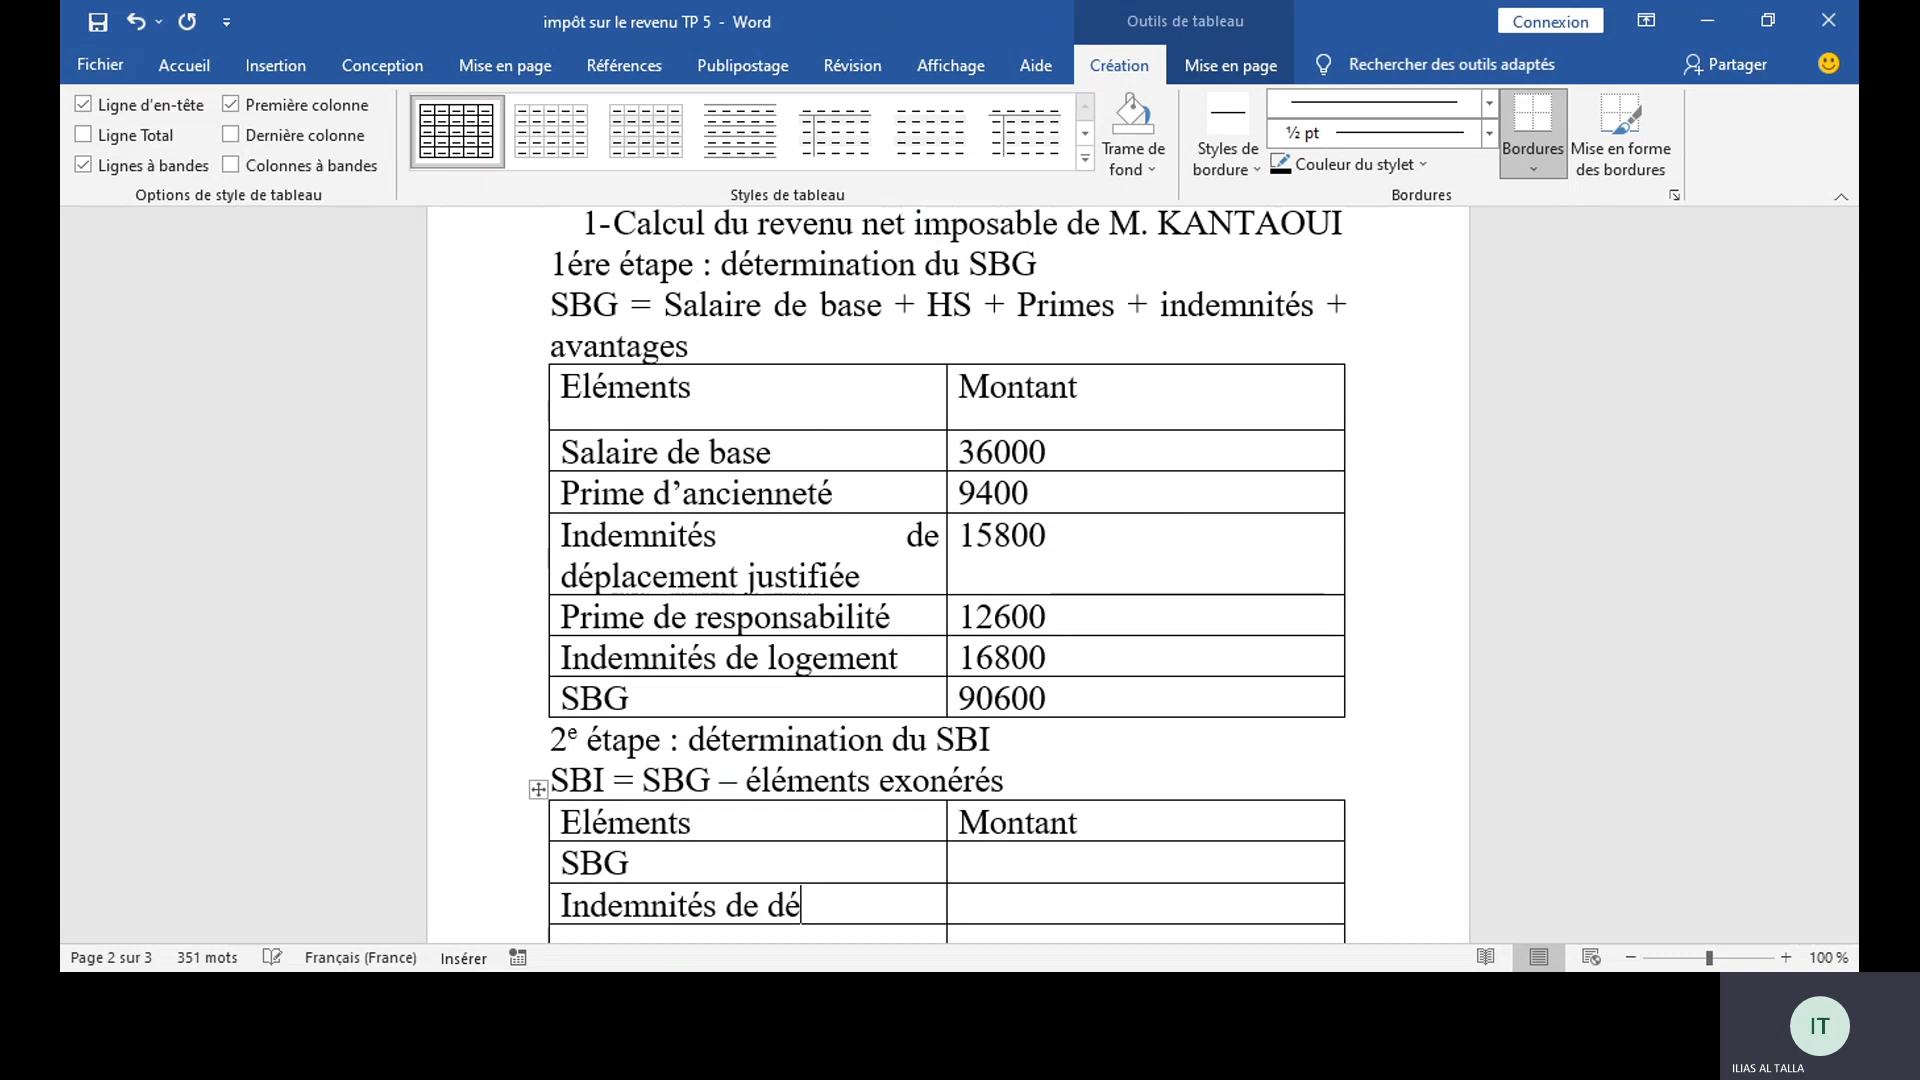 impôt sur le revenu TP 5 - Word
Outils de tableau
Connexion
Fichier Accueil Insertion Conception Mise en page Références Publipostage Révision Affichage Aide Création Mise en page Rechercher des outils adaptés Partager
Ligne d'en-tête Première colonne
Ligne Total Dernière colonne
Lignes à bandes Colonnes à bandes
Options de style de tableau
Styles de tableau
Trame de fond
Styles de bordure
½ pt
Couleur du stylet
Bordures
Mise en forme des bordures
Bordures
1-Calcul du revenu net imposable de M. KANTAOUI
1ére étape : détermination du SBG
SBG = Salaire de base + HS + Primes + indemnités +
avantages
Eléments Montant
Salaire de base 36000
Prime d’ancienneté 9400
Indemnités de 15800
déplacement justifiée
Prime de responsabilité 12600
Indemnités de logement 16800
SBG 90600
2e étape : détermination du SBI
SBI = SBG – éléments exonérés
Eléments Montant
SBG
Indemnités de dé
Page 2 sur 3 351 mots Français (France) Insérer 100 %
IT
ILIAS AL TALLA